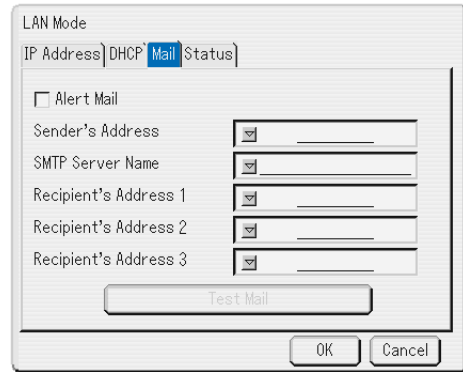 LAN Mode
IP Address DHCP Mail Status
Alert Mail
Sender's Address
SMTP Server Name
Recipient's Address 1
Recipient's Address 2
Recipient's Address 3
Test Mail
OK Cancel